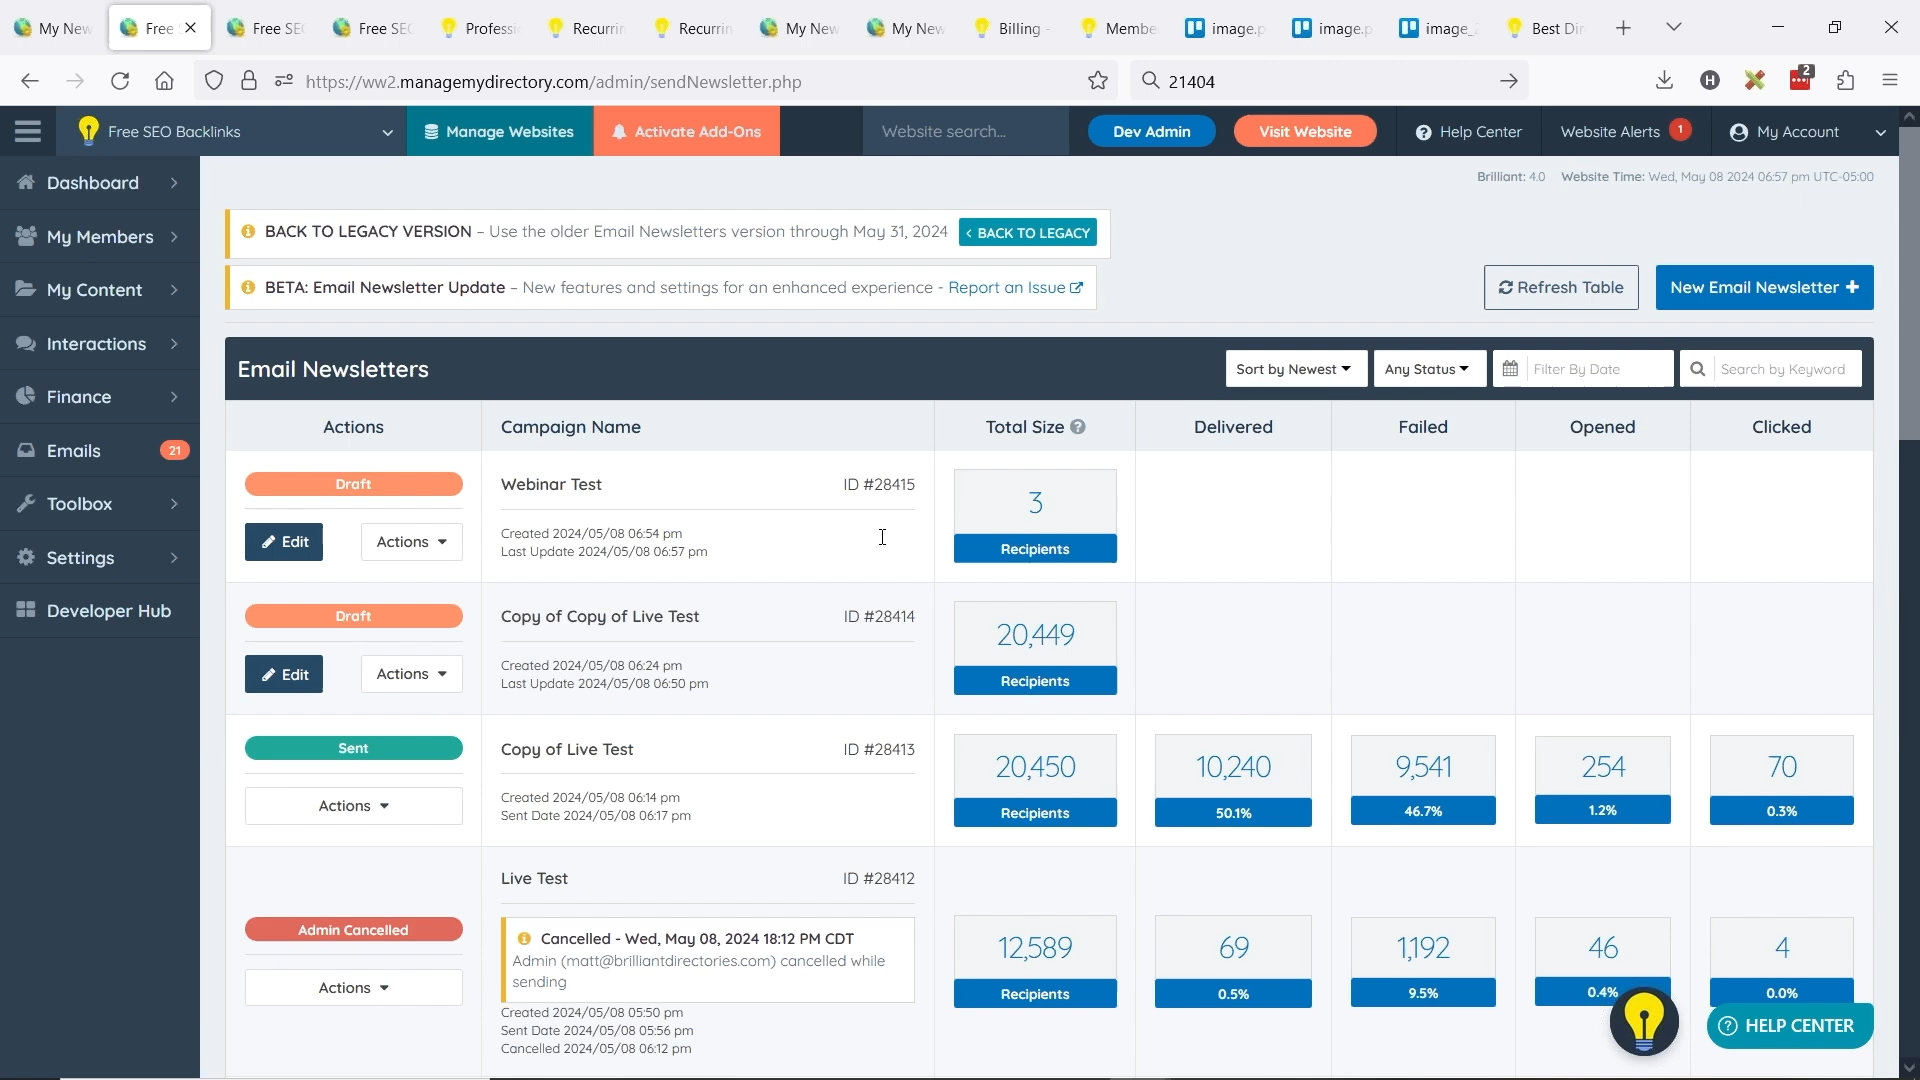 My New
Free
Free SE
Free SE
Profess
Recurrin
Recurrin
My New
My New
Billing -
Membe
image.p
image.p
image_
Best Dir
https://ww2.managemydirectory.com/admin/sendNewsletter.php
21404
2
Free SEO Backlinks
Manage Websites
Activate Add-Ons
Website search...
Dev Admin
Visit Website
Help Center
Website Alerts 1
My Account
Brilliant: 4.0 Website Time: Wed, May 08 2024 06:57 pm UTC-05:00
Dashboard
My Members
My Content
Interactions
Finance
Emails 21
Toolbox
Settings
Developer Hub
BACK TO LEGACY VERSION – Use the older Email Newsletters version through May 31, 2024 < BACK TO LEGACY
BETA: Email Newsletter Update – New features and settings for an enhanced experience - Report an Issue
Refresh Table
New Email Newsletter +
Email Newsletters
Sort by Newest
Any Status
Filter By Date
Search by Keyword
Actions Campaign Name Total Size Delivered Failed Opened Clicked
Draft
Edit Actions
Webinar Test ID #28415
Created 2024/05/08 06:54 pm
Last Update 2024/05/08 06:57 pm
3
Recipients
Draft
Edit Actions
Copy of Copy of Live Test ID #28414
Created 2024/05/08 06:24 pm
Last Update 2024/05/08 06:50 pm
20,449
Recipients
Sent
Actions
Copy of Live Test ID #28413
Created 2024/05/08 06:14 pm
Sent Date 2024/05/08 06:17 pm
20,450 10,240 9,541 254 70
Recipients 50.1% 46.7% 1.2% 0.3%
Admin Cancelled
Actions
Live Test ID #28412
Cancelled - Wed, May 08, 2024 18:12 PM CDT
Admin (matt@brilliantdirectories.com) cancelled while
sending
Created 2024/05/08 05:50 pm
Sent Date 2024/05/08 05:56 pm
Cancelled 2024/05/08 06:12 pm
12,589 69 1,192 46 4
Recipients 0.5% 9.5% 0.4% 0.0%
HELP CENTER